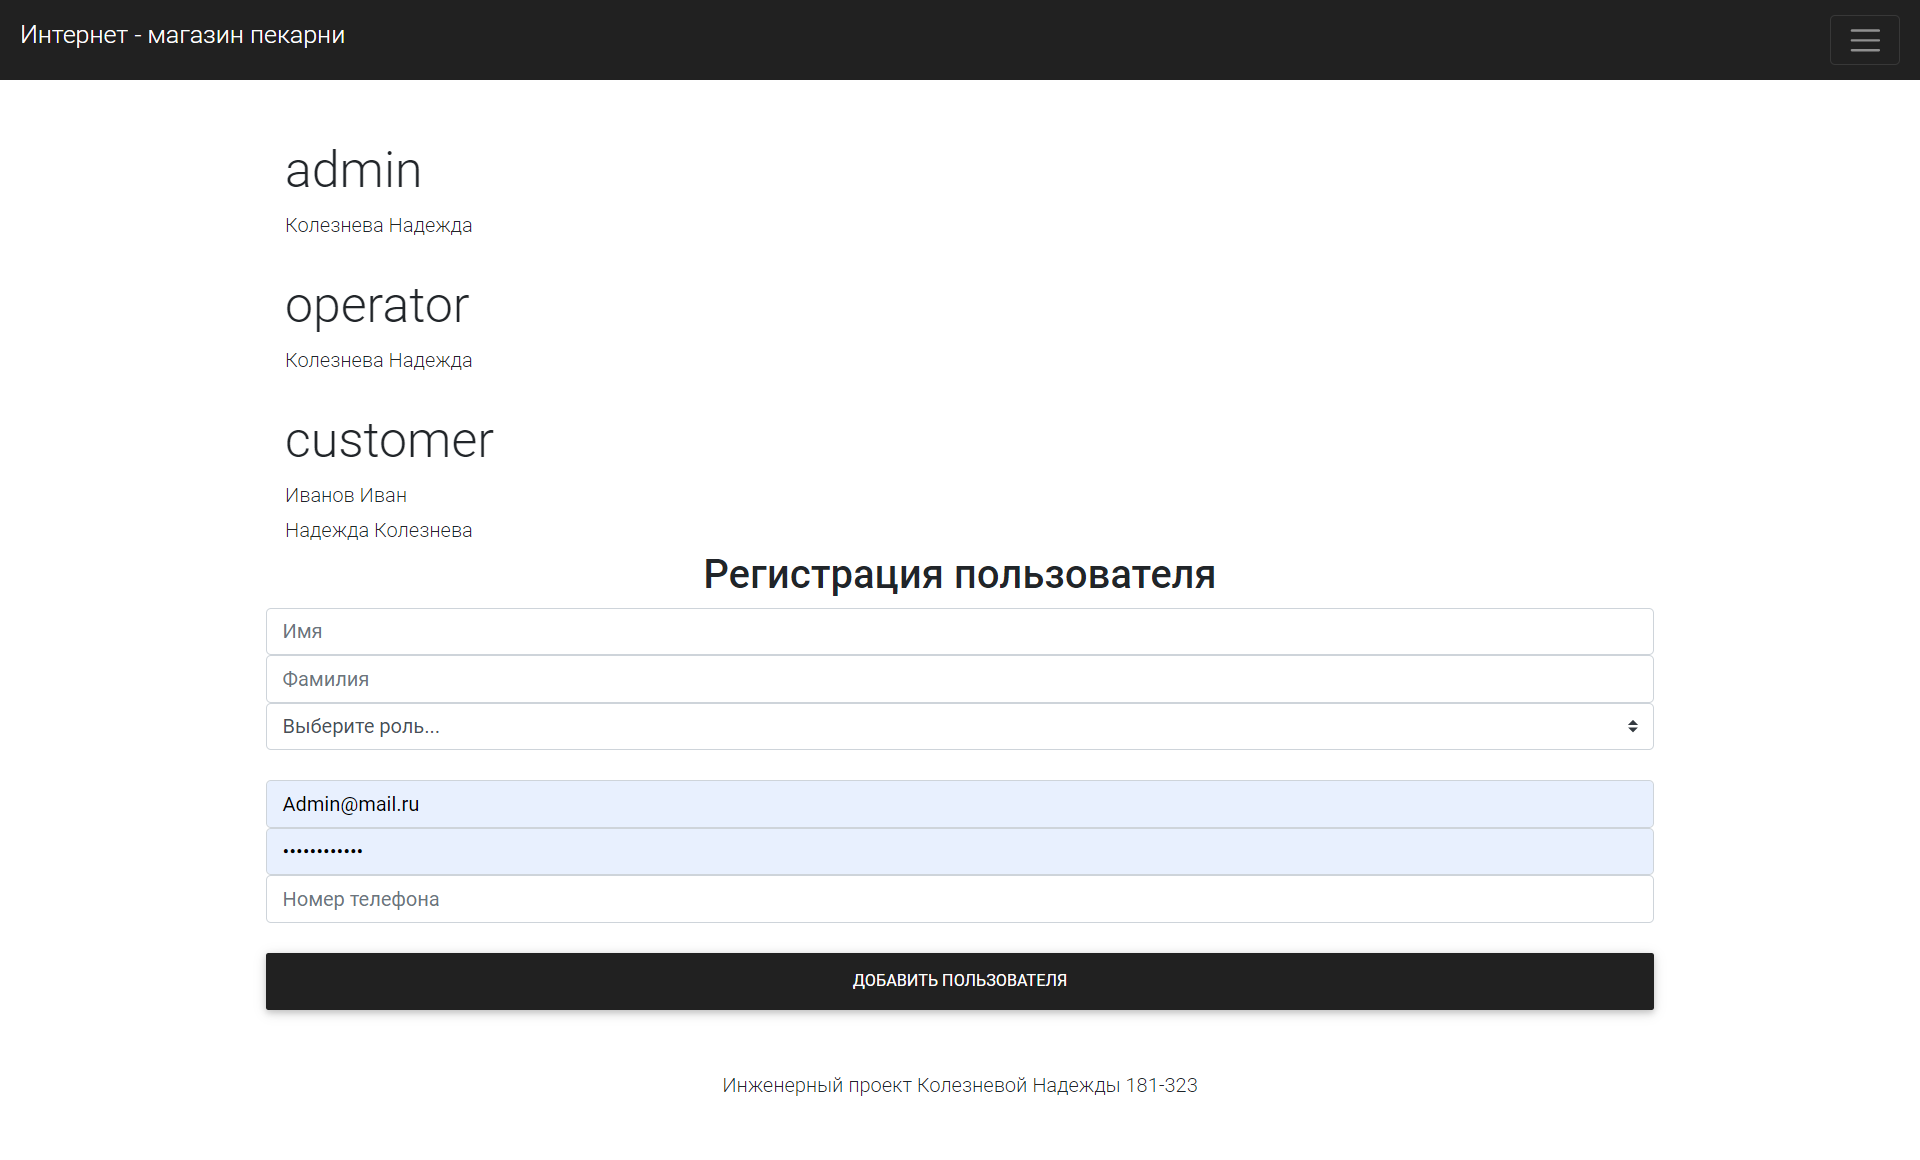 Интернет - магазин пекарни
admin
Колезнева Надежда
operator
Колезнева Надежда
customer
Иванов Иван
Надежда Колезнева
Регистрация пользователя
Имя
Фамилия
Выберите роль...
Admin@mail.ru
••••••••••••
Номер телефона
ДОБАВИТЬ ПОЛЬЗОВАТЕЛЯ
Инженерный проект Колезневой Надежды 181-323